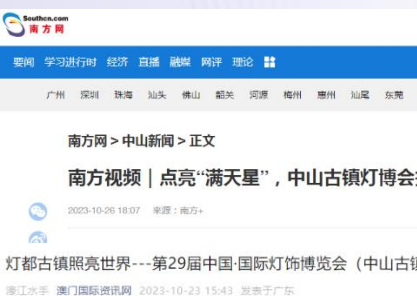 Southcn.com
南方网
要闻 学习进行时 经济 直播 融媒 网评 理论
广州 深圳 珠海 汕头 佛山 韶关 河源 梅州 惠州 汕尾 东莞
南方网 > 中山新闻 > 正文
南方视频｜点亮“满天星”，中山古镇灯博会
2023-10-26 18:07 来源：南方+
灯都古镇照亮世界---第29届中国·国际灯饰博览会（中山古镇
濠江水手 澳门国际资讯网 2023-10-23 15:43 发表于广东